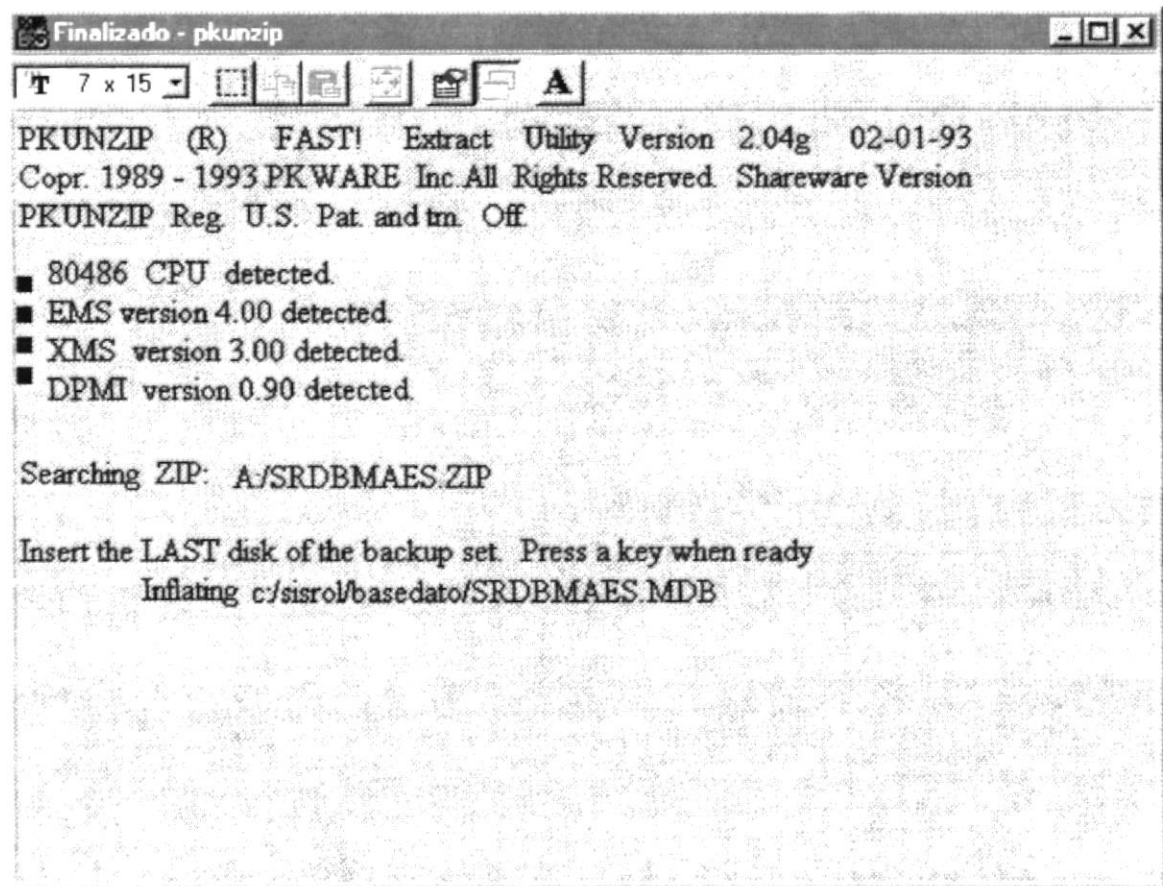 Finalizado - pkunzip
7 x 15
A
PKUNZIP (R) FAST! Extract Utility Version 2.04g 02-01-93
Copr. 1989 - 1993 PKWARE Inc. All Rights Reserved. Shareware Version
PKUNZIP Reg. U.S. Pat. and tm. Off.
80486 CPU detected.
EMS version 4.00 detected.
XMS version 3.00 detected.
DPMI version 0.90 detected.
Searching ZIP: A:/SRDBMAES.ZIP
Insert the LAST disk of the backup set. Press a key when ready
Inflating c:/sisrol/basedato/SRDBMAES.MDB